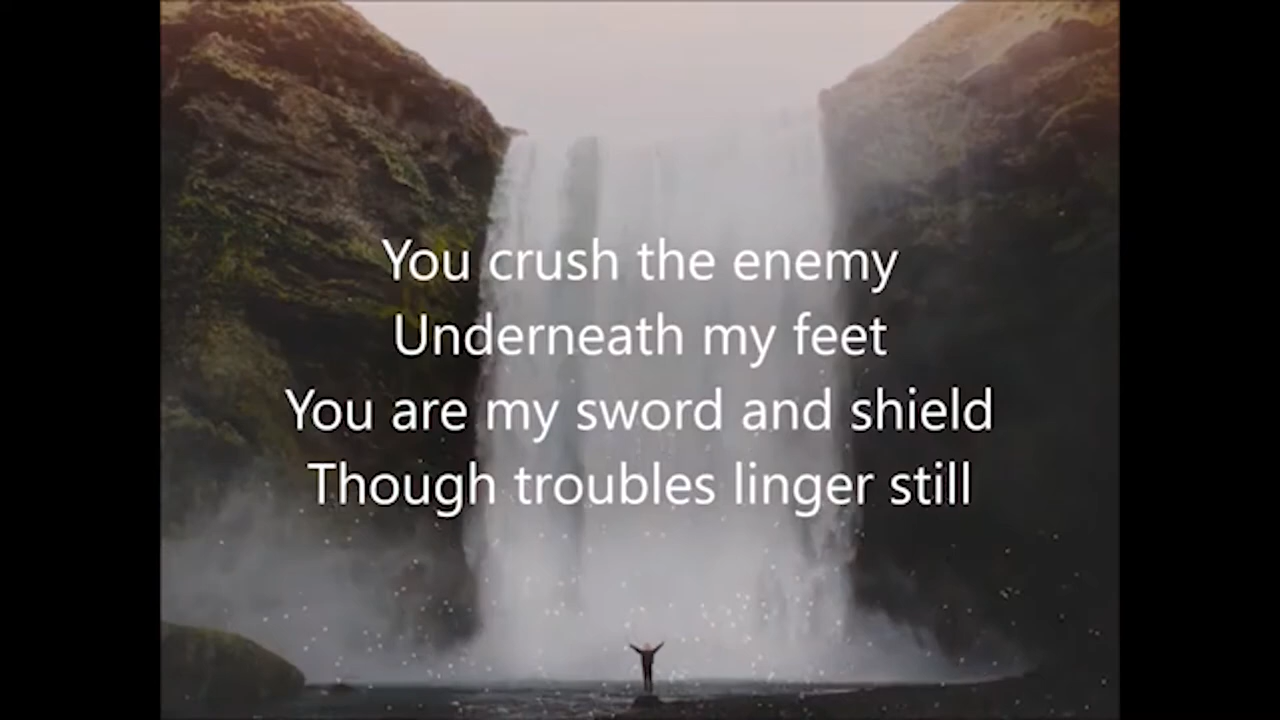 You crush the enemy
Underneath my feet
You are my sword and shield
Though troubles linger still